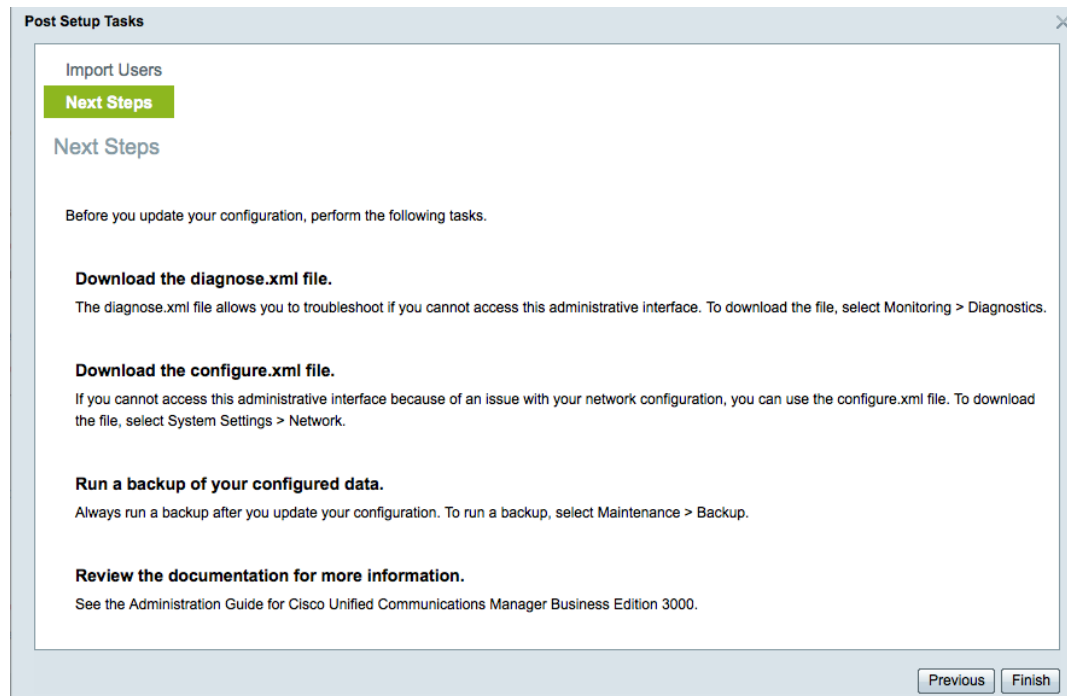 Post Setup Tasks
Import Users
Next Steps
Next Steps
Before you update your configuration, perform the following tasks.
Download the diagnose.xml file.
The diagnose.xml file allows you to troubleshoot if you cannot access this administrative interface. To download the file, select Monitoring > Diagnostics.
Download the configure.xml file.
If you cannot access this administrative interface because of an issue with your network configuration, you can use the configure.xml file. To download
the file, select System Settings > Network.
Run a backup of your configured data.
Always run a backup after you update your configuration. To run a backup, select Maintenance > Backup.
Review the documentation for more information.
See the Administration Guide for Cisco Unified Communications Manager Business Edition 3000.
Previous Finish